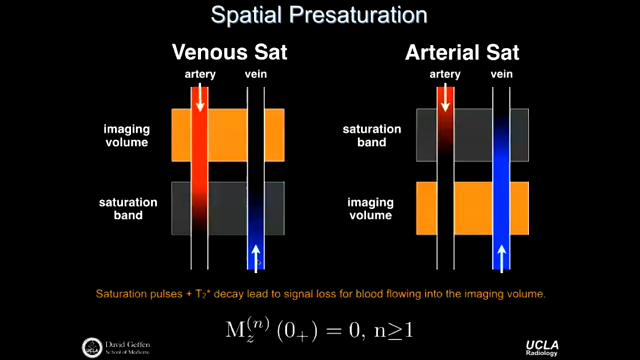 Spatial Presaturation
Venous Sat
Arterial Sat
artery
vein
artery
vein
imaging
volume
saturation
band
saturation
band
imaging
volume
Saturation pulses + T₂* decay lead to signal loss for blood flowing into the imaging volume.
M_z^{(n)}(0₊) = 0, n≥1
UCLA
David Geffen
School of Medicine
UCLA
Radiology